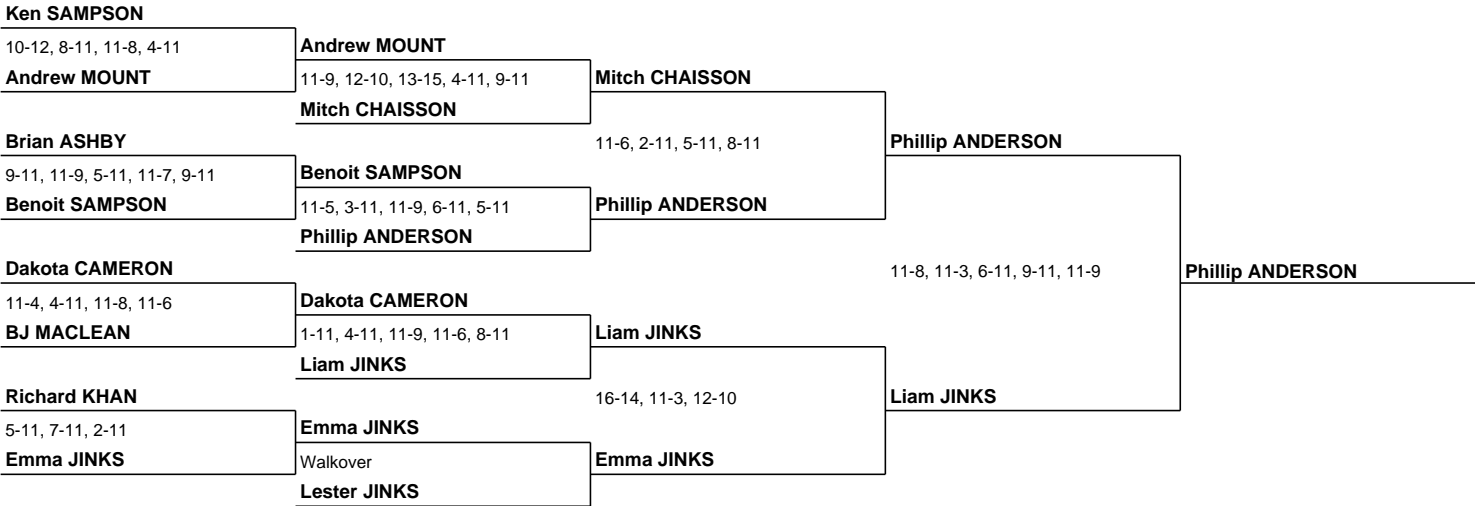 Ken SAMPSON
10-12, 8-11, 11-8, 4-11
Andrew MOUNT
Andrew MOUNT
11-9, 12-10, 13-15, 4-11, 9-11
Mitch CHAISSON
Mitch CHAISSON
Brian ASHBY
9-11, 11-9, 5-11, 11-7, 9-11
Benoit SAMPSON
Benoit SAMPSON
11-5, 3-11, 11-9, 6-11, 5-11
Phillip ANDERSON
11-6, 2-11, 5-11, 8-11
Phillip ANDERSON
Phillip ANDERSON
Dakota CAMERON
11-4, 4-11, 11-8, 11-6
BJ MACLEAN
Dakota CAMERON
1-11, 4-11, 11-9, 11-6, 8-11
Liam JINKS
Liam JINKS
Richard KHAN
5-11, 7-11, 2-11
Emma JINKS
Emma JINKS
Walkover
Lester JINKS
16-14, 11-3, 12-10
Emma JINKS
Liam JINKS
11-8, 11-3, 6-11, 9-11, 11-9
Phillip ANDERSON